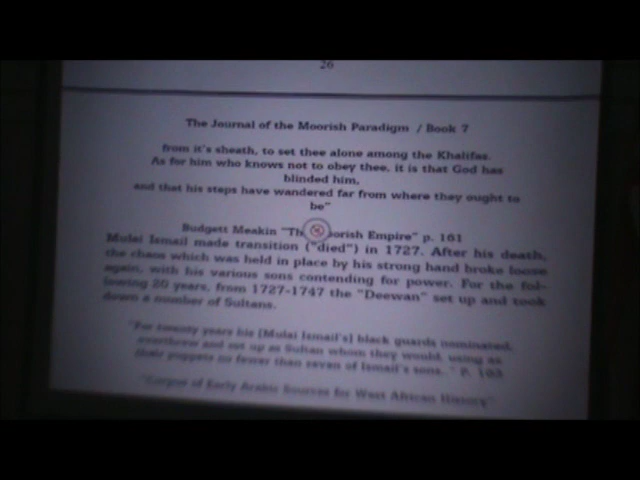 26
The Journal of the Moorish Paradigm / Book 7
from it's sheath, to set thee alone among the Khalifas.
As for him who knows not to obey thee, it is that God has
blinded him,
and that his steps have wandered far from where they ought to
be"
Budgett Meakin "Th orish Empire" p. 161
Mulai Ismail made transition ("died") in 1727. After his death,
the chaos which was held in place by his strong hand broke loose
again, with his various sons contending for power. For the fol-
lowing 20 years, from 1727-1747 the "Deewan" set up and took
down a number of Sultans.
"For twenty years his [Mulai Ismail's] black guards nominated,
overthrew and set up as Sultan whom they would, using as
their puppets no fewer than seven of Ismail's sons. " p. 163
"Corpus of Early Arabic Sources for West African History"